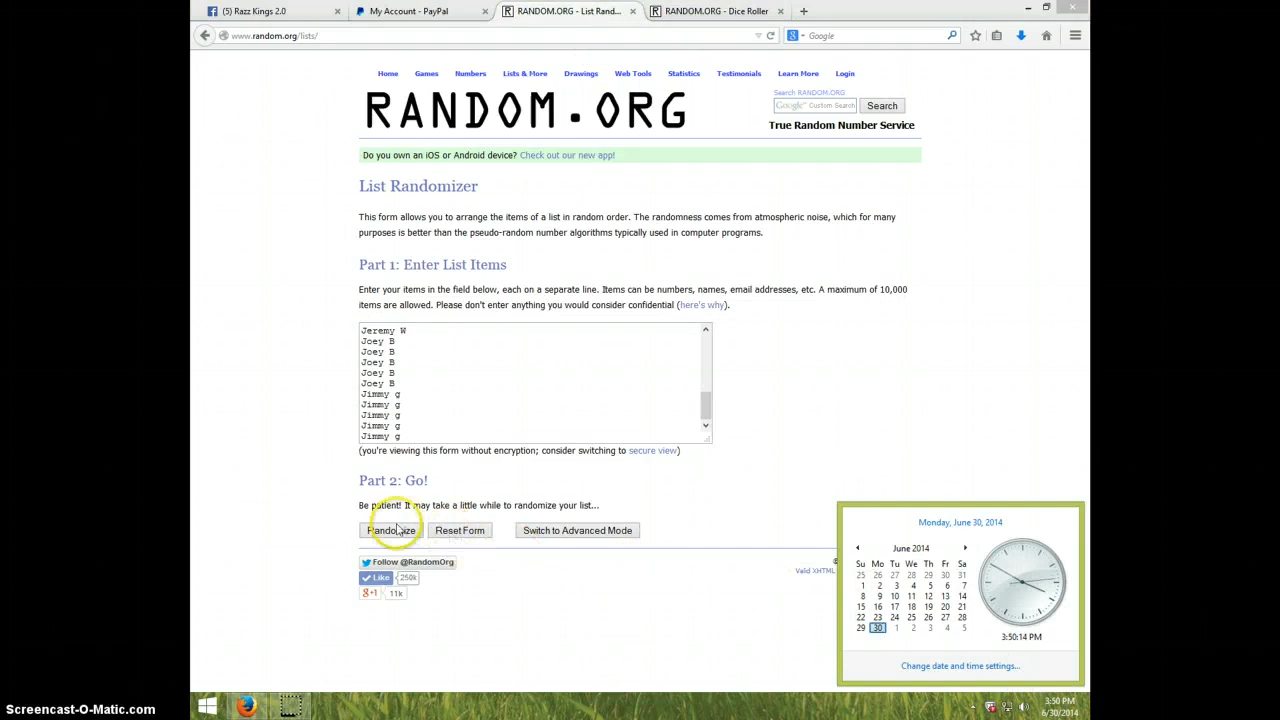 (5) Razz Kings 2.0
My Account - PayPal
RANDOM.ORG - List Rand...
RANDOM.ORG - Dice Roller
www.random.org/lists/
Google
Home Games Numbers Lists & More Drawings Web Tools Statistics Testimonials Learn More Login
RANDOM.ORG
Search RANDOM.ORG
Google™ Custom Search
Search
True Random Number Service
Do you own an iOS or Android device? Check out our new app!
List Randomizer
This form allows you to arrange the items of a list in random order. The randomness comes from atmospheric noise, which for many
purposes is better than the pseudo-random number algorithms typically used in computer programs.
Part 1: Enter List Items
Enter your items in the field below, each on a separate line. Items can be numbers, names, email addresses, etc. A maximum of 10,000
items are allowed. Please don't enter anything you would consider confidential (here's why).
Jeremy W
Joey B
Joey B
Joey B
Joey B
Joey B
Jimmy g
Jimmy g
Jimmy g
Jimmy g
Jimmy g
(you're viewing this form without encryption; consider switching to secure view)
Part 2: Go!
Be patient! It may take a little while to randomize your list...
Randomize Reset Form Switch to Advanced Mode
Follow @RandomOrg
Like 250k
g+1 11k
©
Valid XHTML
Monday, June 30, 2014
June 2014
Su Mo Tu We Th Fr Sa
25 26 27 28 29 30 31
1 2 3 4 5 6 7
8 9 10 11 12 13 14
15 16 17 18 19 20 21
22 23 24 25 26 27 28
29 30 1 2 3 4 5
3:50:14 PM
Change date and time settings...
3:50 PM
6/30/2014
Screencast-O-Matic.com